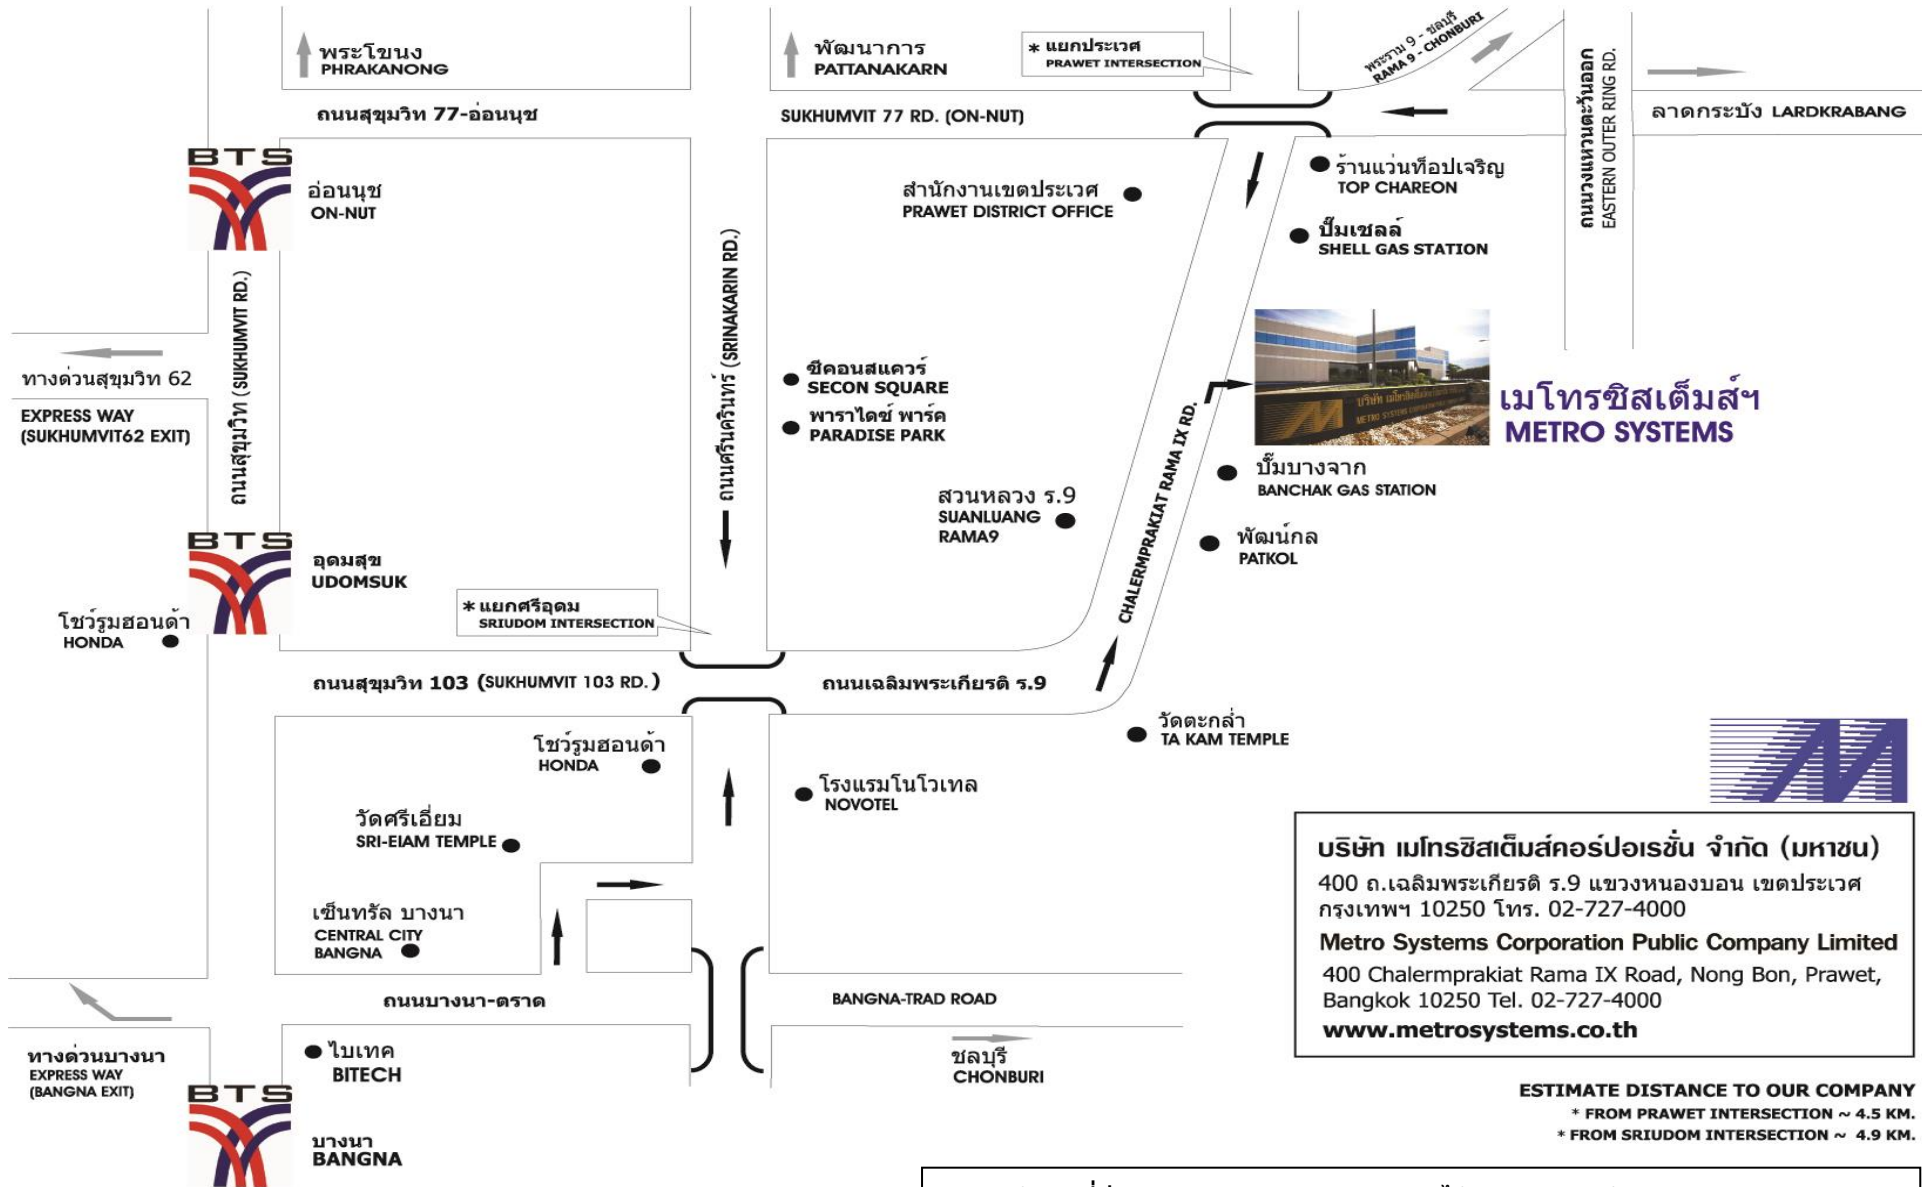 พระโขนง
PHRAKANONG
พัฒนาการ
PATTANAKARN
* แยกประเวศ
PRAWET INTERSECTION
พระราม 9 - ชลบุรี
RAMA 9 - CHONBURI
ถนนวงแหวนตะวันออก
EASTERN OUTER RING RD.
ถนนสุขุมวิท 77-อ่อนนุช
SUKHUMVIT 77 RD. (ON-NUT)
ลาดกระบัง LARDKRABANG
BTS
อ่อนนุช
ON-NUT
สำนักงานเขตประเวศ
PRAWET DISTRICT OFFICE
ร้านแว่นท็อปเจริญ
TOP CHAREON
ปั๊มเชลล์
SHELL GAS STATION
ถนนสุขุมวิท (SUKHUMVIT RD.)
ถนนศรีนครินทร์ (SRINAKARIN RD.)
ทางด่วนสุขุมวิท 62
EXPRESS WAY
(SUKHUMVIT62 EXIT)
ซีคอนสแควร์
SECON SQUARE
พาราไดซ์ พาร์ค
PARADISE PARK
METRO SYSTEMS
เมโทรซิสเต็มส์ฯ
METRO SYSTEMS
CHALERMPRAKIAT RAMA IX RD.
ปั๊มบางจาก
BANCHAK GAS STATION
สวนหลวง ร.9
SUANLUANG
RAMA9
พัฒน์กล
PATKOL
BTS
อุดมสุข
UDOMSUK
โชว์รูมฮอนด้า
HONDA
* แยกศรีอุดม
SRIUDOM INTERSECTION
ถนนสุขุมวิท 103 (SUKHUMVIT 103 RD.)
ถนนเฉลิมพระเกียรติ ร.9
วัดตะกล่ำ
TA KAM TEMPLE
โชว์รูมฮอนด้า
HONDA
โรงแรมโนโวเทล
NOVOTEL
วัดศรีเอี่ยม
SRI-EIAM TEMPLE
เซ็นทรัล บางนา
CENTRAL CITY
BANGNA
ถนนบางนา-ตราด
BANGNA-TRAD ROAD
ทางด่วนบางนา
EXPRESS WAY
(BANGNA EXIT)
ไบเทค
BITECH
ชลบุรี
CHONBURI
BTS
บางนา
BANGNA
บริษัท เมโทรซิสเต็มส์คอร์ปอเรชั่น จำกัด (มหาชน)
400 ถ.เฉลิมพระเกียรติ ร.9 แขวงหนองบอน เขตประเวศ
กรุงเทพฯ 10250 โทร. 02-727-4000
Metro Systems Corporation Public Company Limited
400 Chalermprakiat Rama IX Road, Nong Bon, Prawet,
Bangkok 10250 Tel. 02-727-4000
www.metrosystems.co.th
ESTIMATE DISTANCE TO OUR COMPANY
* FROM PRAWET INTERSECTION ~ 4.5 KM.
* FROM SRIUDOM INTERSECTION ~ 4.9 KM.